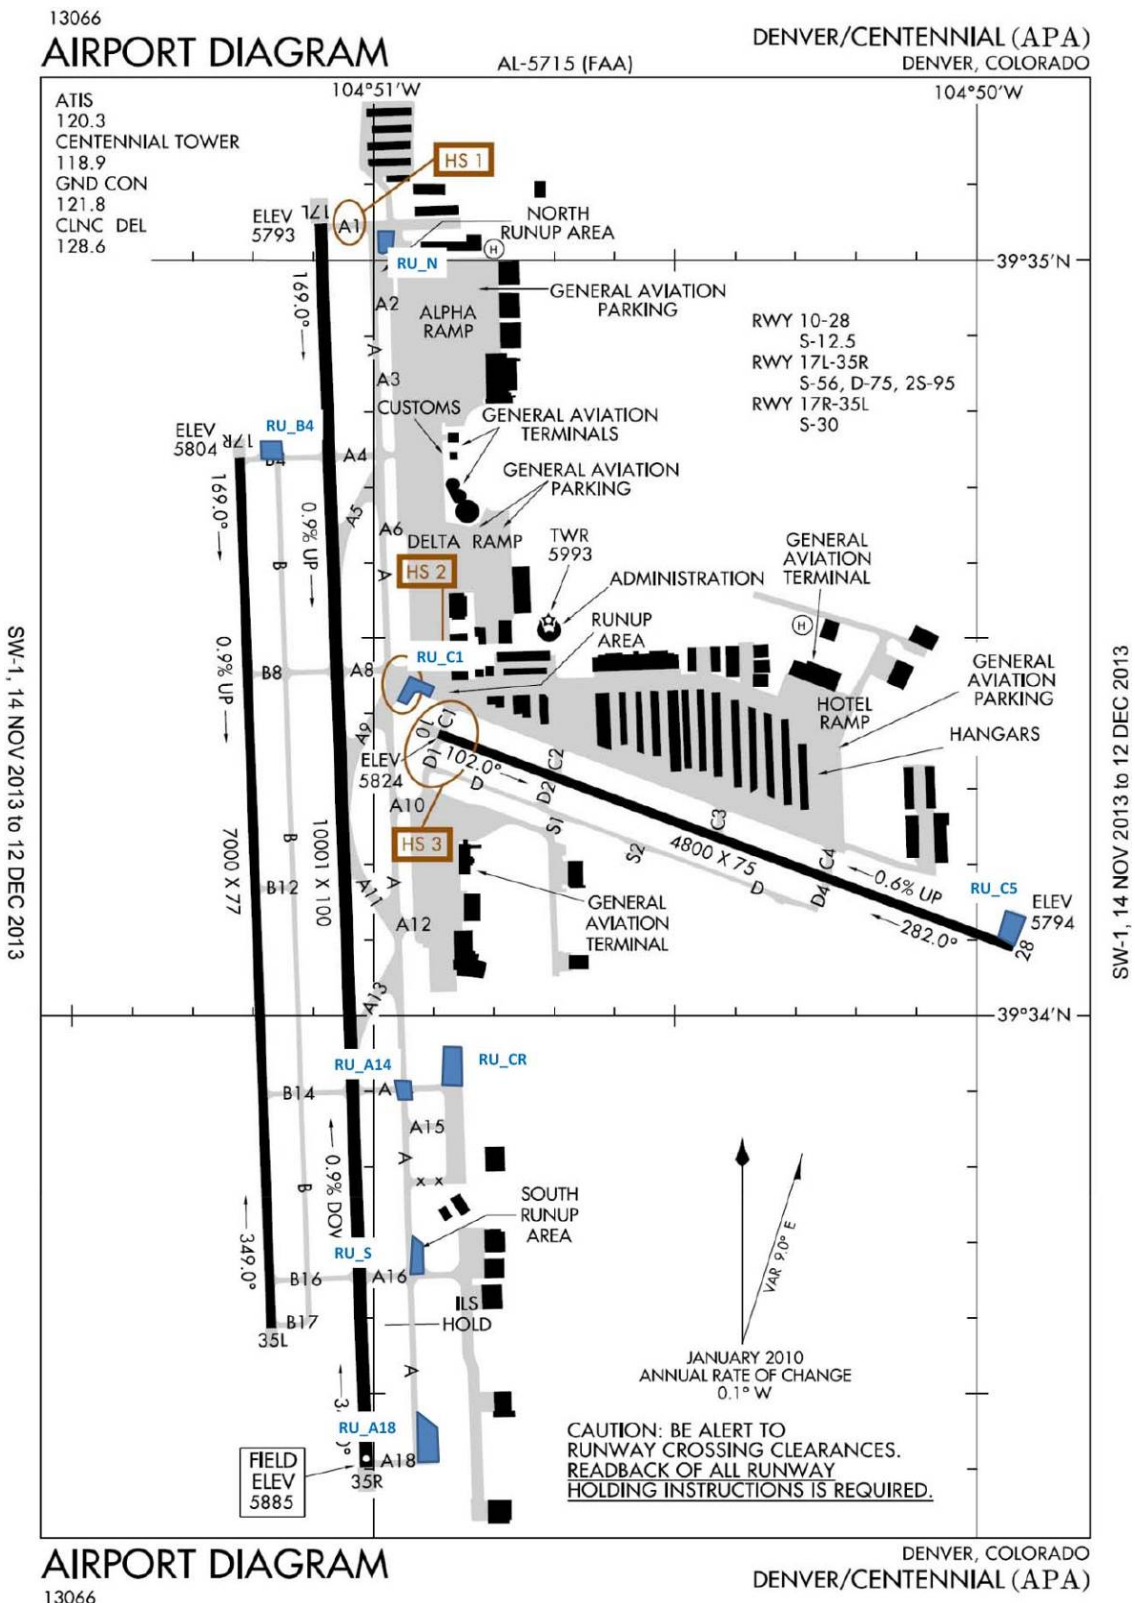 13066
AIRPORT DIAGRAM
AL-5715 (FAA)
DENVER/CENTENNIAL (APA)
DENVER, COLORADO
104°51'W
104°50'W
ATIS
120.3
CENTENNIAL TOWER
118.9
GND CON
121.8
CLNC DEL
128.6
HS 1
ELEV
5793
17L
A1
NORTH
RUNUP AREA
H
RU_N
39°35'N
169.0°
A2
ALPHA
RAMP
GENERAL AVIATION
PARKING
RWY 10-28
S-12.5
RWY 17L-35R
S-56, D-75, 2S-95
RWY 17R-35L
S-30
A
A3
CUSTOMS
GENERAL AVIATION
TERMINALS
ELEV
5804
17R
RU_B4
B4
A4
GENERAL AVIATION
PARKING
169.0°
0.9% UP
A5
A6
DELTA RAMP
TWR
5993
GENERAL
AVIATION
TERMINAL
B
A
HS 2
ADMINISTRATION
RUNUP
AREA
H
0.9% UP
B8
A8
RU_C1
GENERAL
AVIATION
PARKING
HOTEL
RAMP
HANGARS
A9
10
C1
D1
ELEV
5824
102.0°
D
D2
C2
A10
HS 3
S1
S2
C3
4800 X 75
D
C4
D4
0.6% UP
282.0°
RU_C5
ELEV
5794
28
7000 X 77
10001 X 100
B
B12
A11
A
A12
GENERAL
AVIATION
TERMINAL
A13
39°34'N
RU_A14
RU_CR
B14
A
A15
A
x x
B
0.9% DOW
349.0°
SOUTH
RUNUP
AREA
RU_S
B16
A16
ILS
HOLD
B17
35L
A
VAR 9.0° E
JANUARY 2010
ANNUAL RATE OF CHANGE
0.1° W
RU_A18
A18
35R
FIELD
ELEV
5885
CAUTION: BE ALERT TO
RUNWAY CROSSING CLEARANCES.
READBACK OF ALL RUNWAY
HOLDING INSTRUCTIONS IS REQUIRED.
SW-1, 14 NOV 2013 to 12 DEC 2013
SW-1, 14 NOV 2013 to 12 DEC 2013
AIRPORT DIAGRAM
13066
DENVER, COLORADO
DENVER/CENTENNIAL (APA)